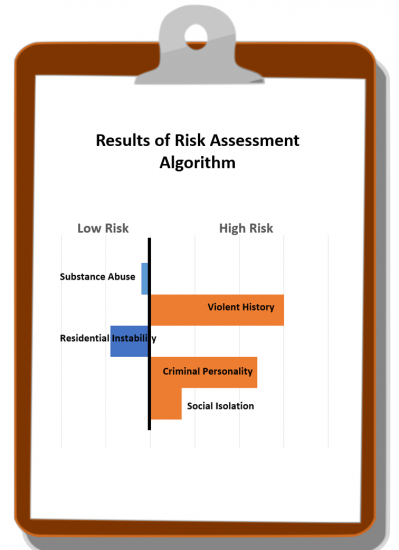 Results of Risk Assessment
Algorithm
Low Risk High Risk
Substance Abuse
Violent History
Residential Instability
Criminal Personality
Social Isolation